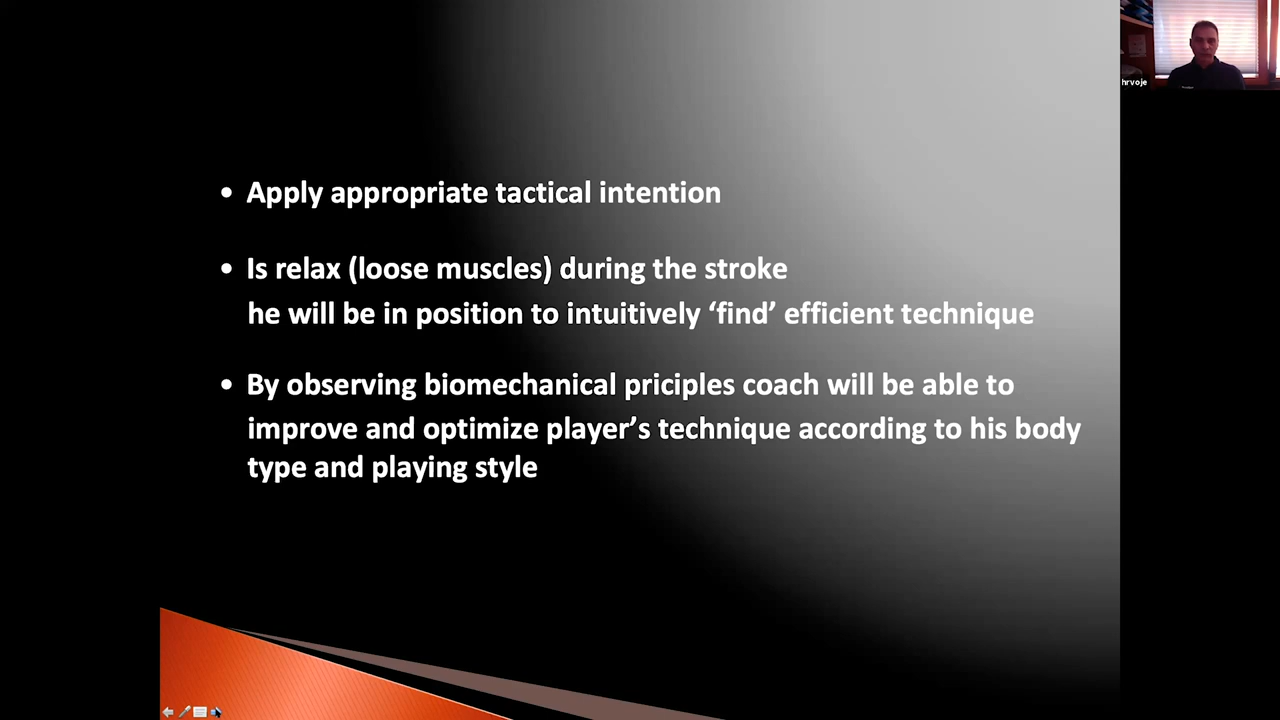 hrvoje
• Apply appropriate tactical intention
• Is relax (loose muscles) during the stroke
he will be in position to intuitively ‘find’ efficient technique
• By observing biomechanical priciples coach will be able to
improve and optimize player’s technique according to his body
type and playing style